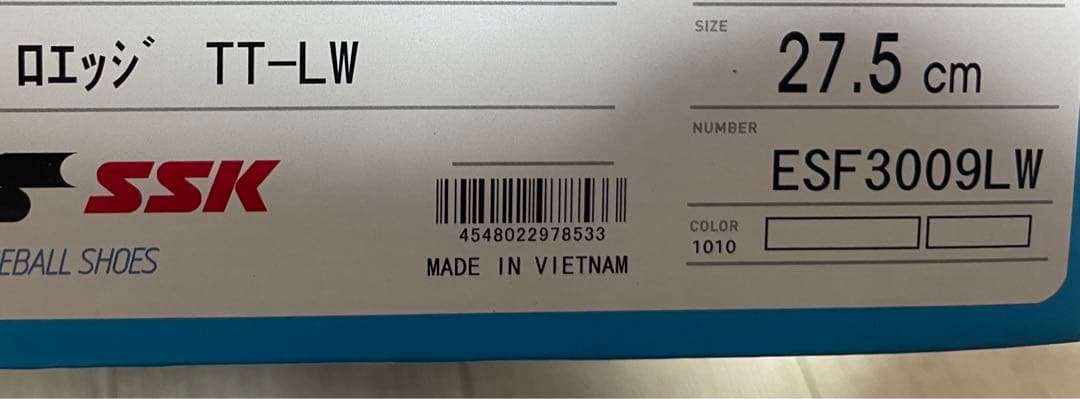 ロエッジ TT-LW
SIZE
27.5 cm
NUMBER
ESF3009LW
SSK
4548022978533
COLOR
1010
EBALL SHOES
MADE IN VIETNAM